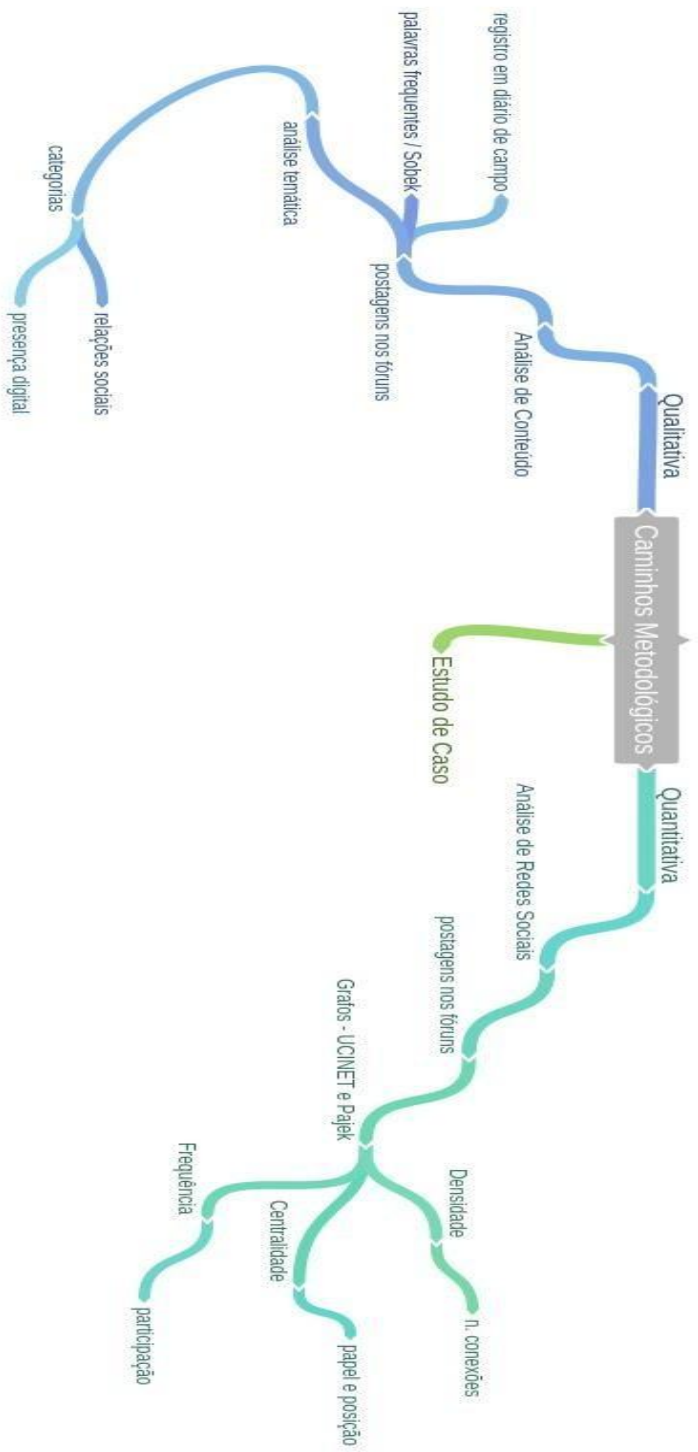 Caminhos Metodológicos
Qualitativa
Análise de Conteúdo
postagens nos fóruns
registro em diário de campo
palavras frequentes / Sobek
análise temática
categorias
relações sociais
presença digital
Estudo de Caso
Quantitativa
Análise de Redes Sociais
postagens nos fóruns
Grafos - UCINET e Pajek
Densidade
n. conexões
Centralidade
papel e posição
Frequência
participação